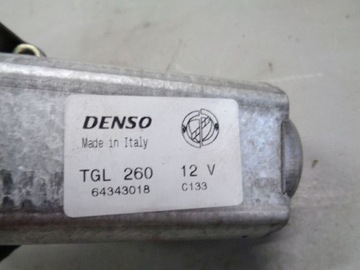 DENSO
Made in Italy
TGL 260 12 V
64343018 C133